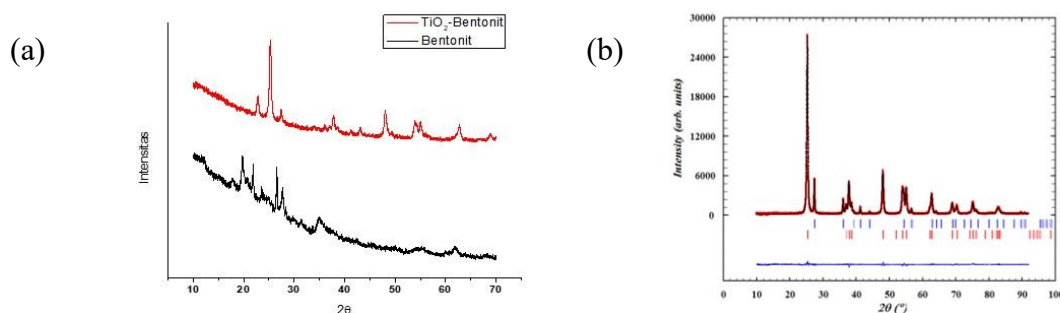 (a)
TiO2-Bentonit
Bentonit
Intensitas
10 20 30 40 50 60 70
2θ
(b)
Intensity (arb. units)
30000
24000
18000
12000
6000
0
0 10 20 30 40 50 60 70 80 90 100
2θ (°)